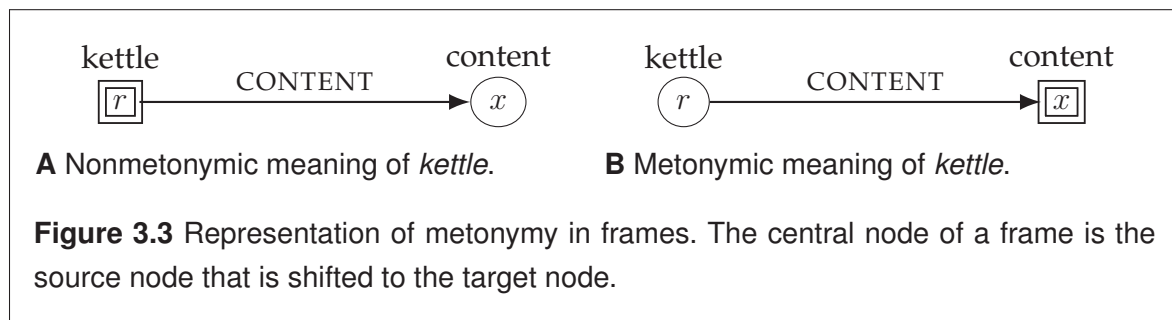 kettle content kettle content
CONTENT CONTENT
r x r x
A Nonmetonymic meaning of kettle. B Metonymic meaning of kettle.
Figure 3.3 Representation of metonymy in frames. The central node of a frame is the
source node that is shifted to the target node.